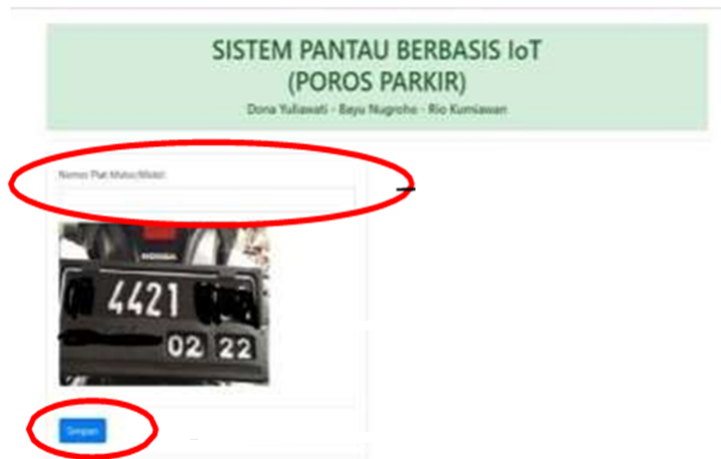 SISTEM PANTAU BERBASIS IoT
(POROS PARKIR)
Dona Yuliawati - Bayu Nugroho - Rio Kurniawan
Nomor Plat Motor/Mobil
HONDA
4421
02 22
Simpan